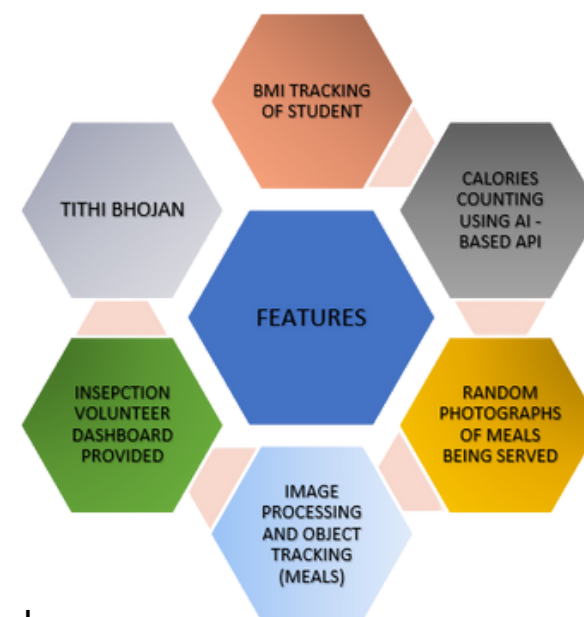 BMI TRACKING
OF STUDENT
CALORIES
COUNTING
USING AI -
BASED API
RANDOM
PHOTOGRAPHS
OF MEALS
BEING SERVED
IMAGE
PROCESSING
AND OBJECT
TRACKING
(MEALS)
INSEPCTION
VOLUNTEER
DASHBOARD
PROVIDED
TITHI BHOJAN
FEATURES